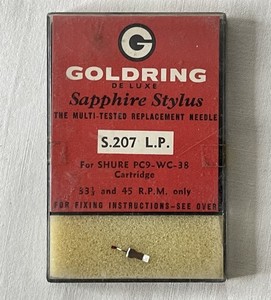 G
GOLDRING
DE LUXE
Sapphire Stylus
THE MULTI-TESTED REPLACEMENT NEEDLE
S.207 L.P.
For SHURE PC9-WC-38
Cartridge
33⅓ and 45 R.P.M. only
FOR FIXING INSTRUCTIONS-SEE OVER